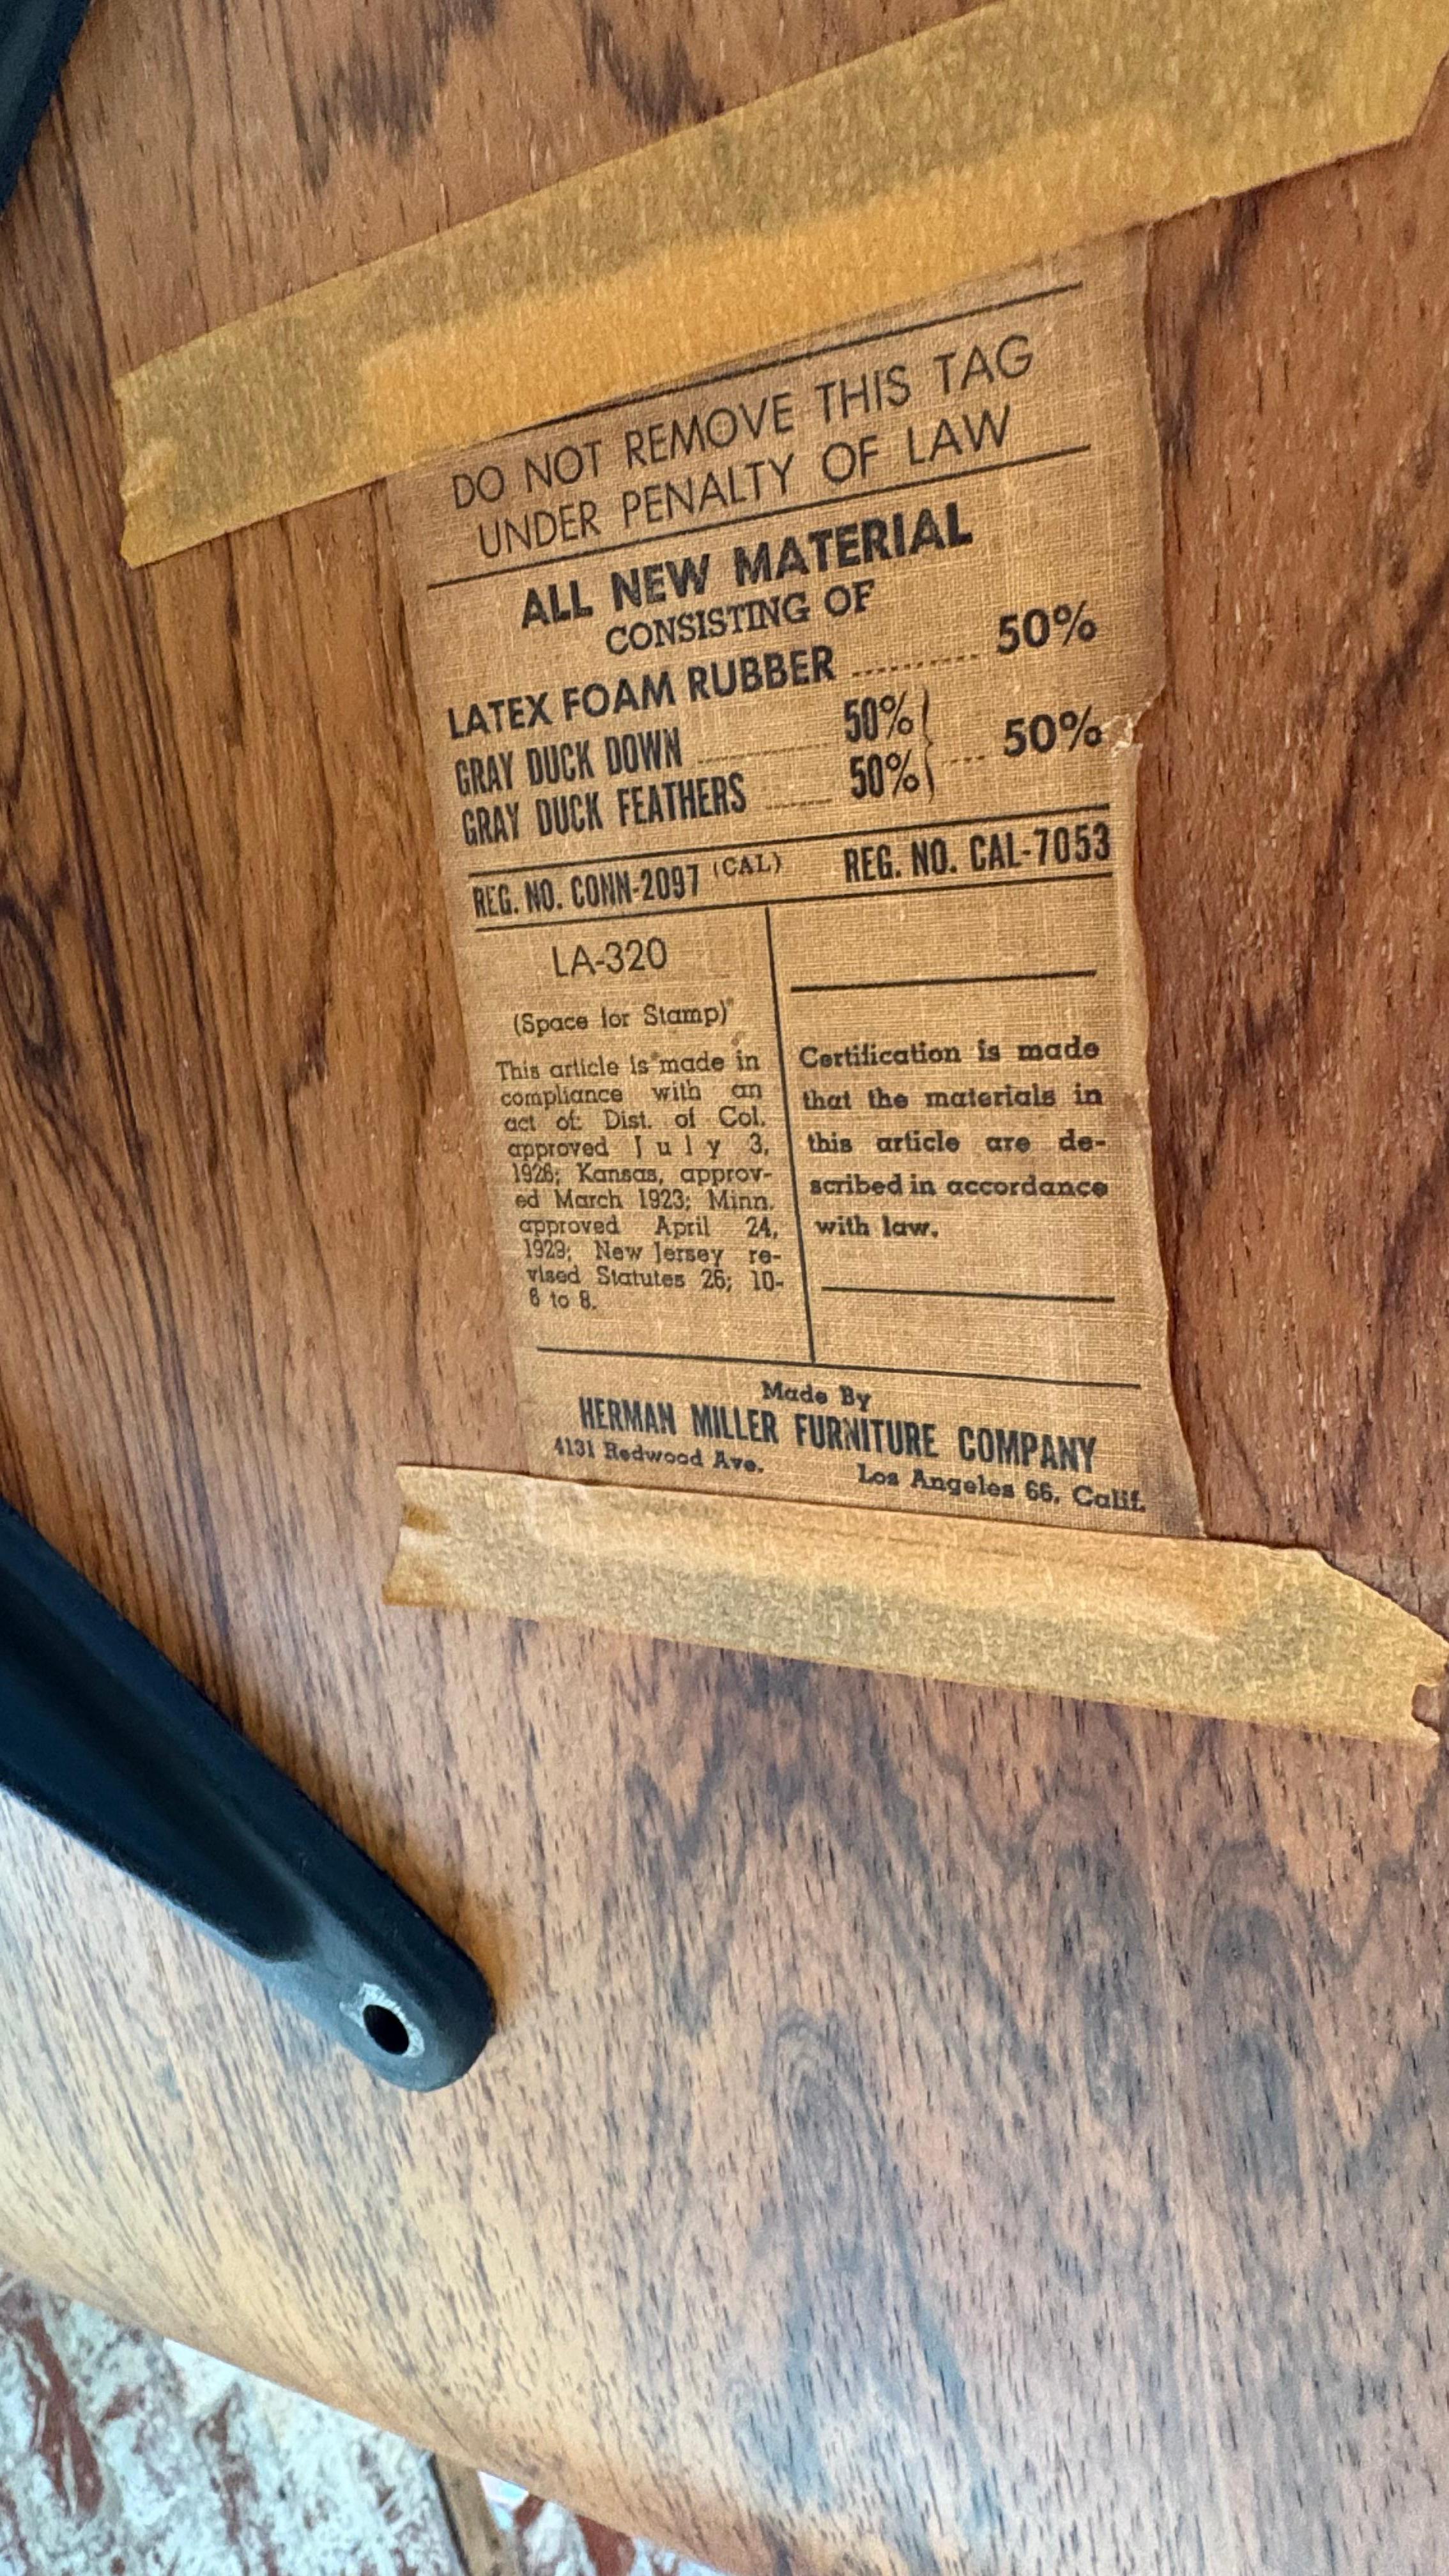 DO NOT REMOVE THIS TAG
UNDER PENALTY OF LAW
ALL NEW MATERIAL
CONSISTING OF
LATEX FOAM RUBBER .......... 50%
GRAY DUCK DOWN .......... 50%
GRAY DUCK FEATHERS ...... 50% } .... 50%
REG. NO. CONN-2097 (CAL) REG. NO. CAL-7053
LA-320
(Space for Stamp)
This article is made in
compliance with an
act of: Dist. of Col.
approved July 3,
1926; Kansas, approv-
ed March 1923; Minn.
approved April 24,
1929; New Jersey re-
vised Statutes 26; 10-
6 to 8.
Certification is made
that the materials in
this article are de-
scribed in accordance
with law.
Made By
HERMAN MILLER FURNITURE COMPANY
4131 Redwood Ave. Los Angeles 66, Calif.